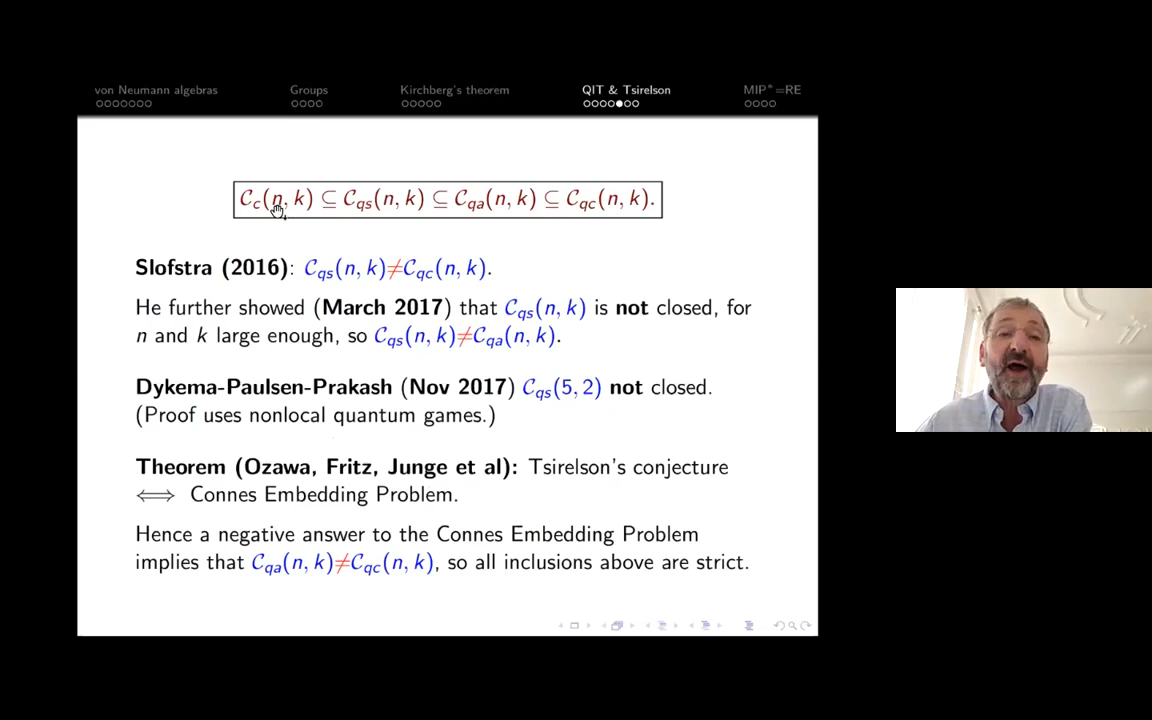 von Neumann algebras Groups Kirchberg's theorem QIT & Tsirelson MIP*=RE
𝒞c(n, k) ⊆ 𝒞qs(n, k) ⊆ 𝒞qa(n, k) ⊆ 𝒞qc(n, k).
Slofstra (2016): 𝒞qs(n, k)≠𝒞qc(n, k).
He further showed (March 2017) that 𝒞qs(n, k) is not closed, for
n and k large enough, so 𝒞qs(n, k)≠𝒞qa(n, k).
Dykema-Paulsen-Prakash (Nov 2017) 𝒞qs(5, 2) not closed.
(Proof uses nonlocal quantum games.)
Theorem (Ozawa, Fritz, Junge et al): Tsirelson's conjecture
⟺ Connes Embedding Problem.
Hence a negative answer to the Connes Embedding Problem
implies that 𝒞qa(n, k)≠𝒞qc(n, k), so all inclusions above are strict.